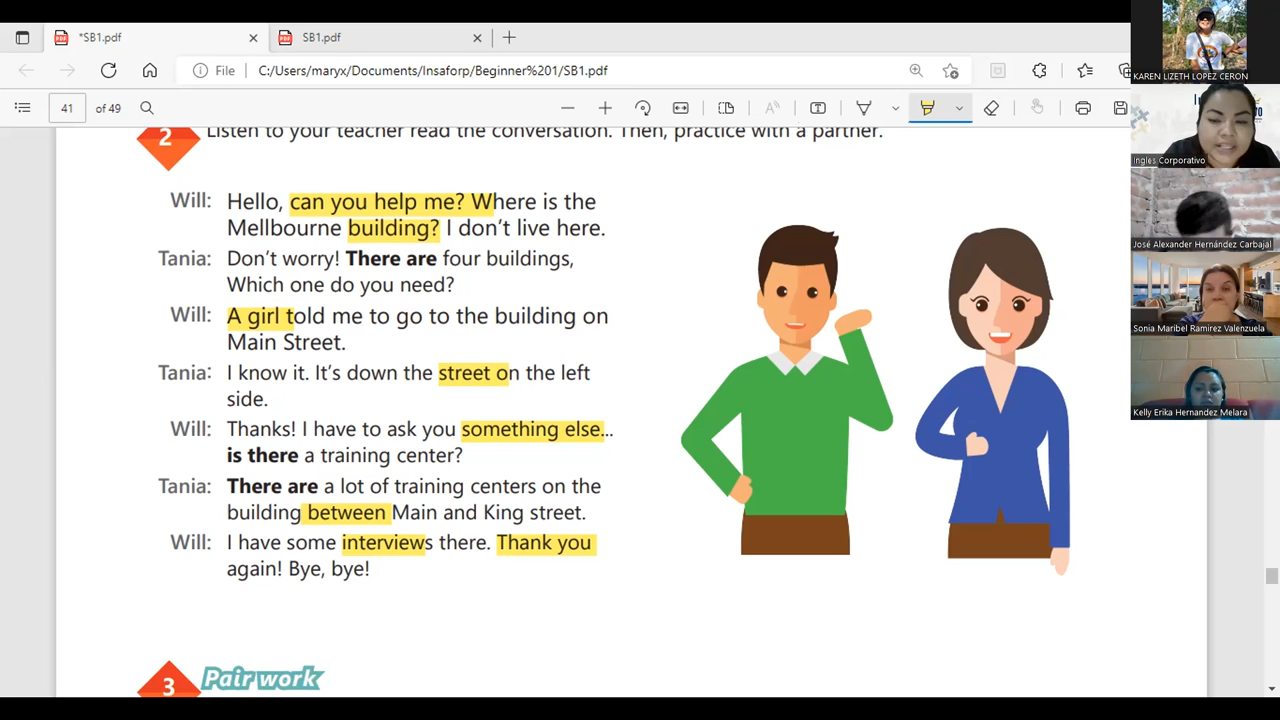 *SB1.pdf
SB1.pdf
File
C:/Users/maryx/Documents/Insaforp/Beginner%201/SB1.pdf
41
of 49
2
Listen to your teacher read the conversation. Then, practice with a partner.
Will: Hello, can you help me? Where is the
Mellbourne building? I don't live here.
Tania: Don't worry! There are four buildings,
Which one do you need?
Will: A girl told me to go to the building on
Main Street.
Tania: I know it. It's down the street on the left
side.
Will: Thanks! I have to ask you something else...
is there a training center?
Tania: There are a lot of training centers on the
building between Main and King street.
Will: I have some interviews there. Thank you
again! Bye, bye!
3
Pair work
KAREN LIZETH LOPEZ CERON
Ingles Corporativo
José Alexander Hernández Carbajal
Sonia Maribel Ramirez Valenzuela
Kelly Erika Hernandez Melara